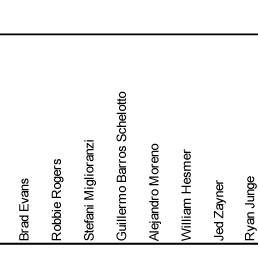 Brad Evans
Robbie Rogers
Stefani Miglioranzi
Guillermo Barros Schelotto
Alejandro Moreno
William Hesmer
Jed Zayner
Ryan Junge